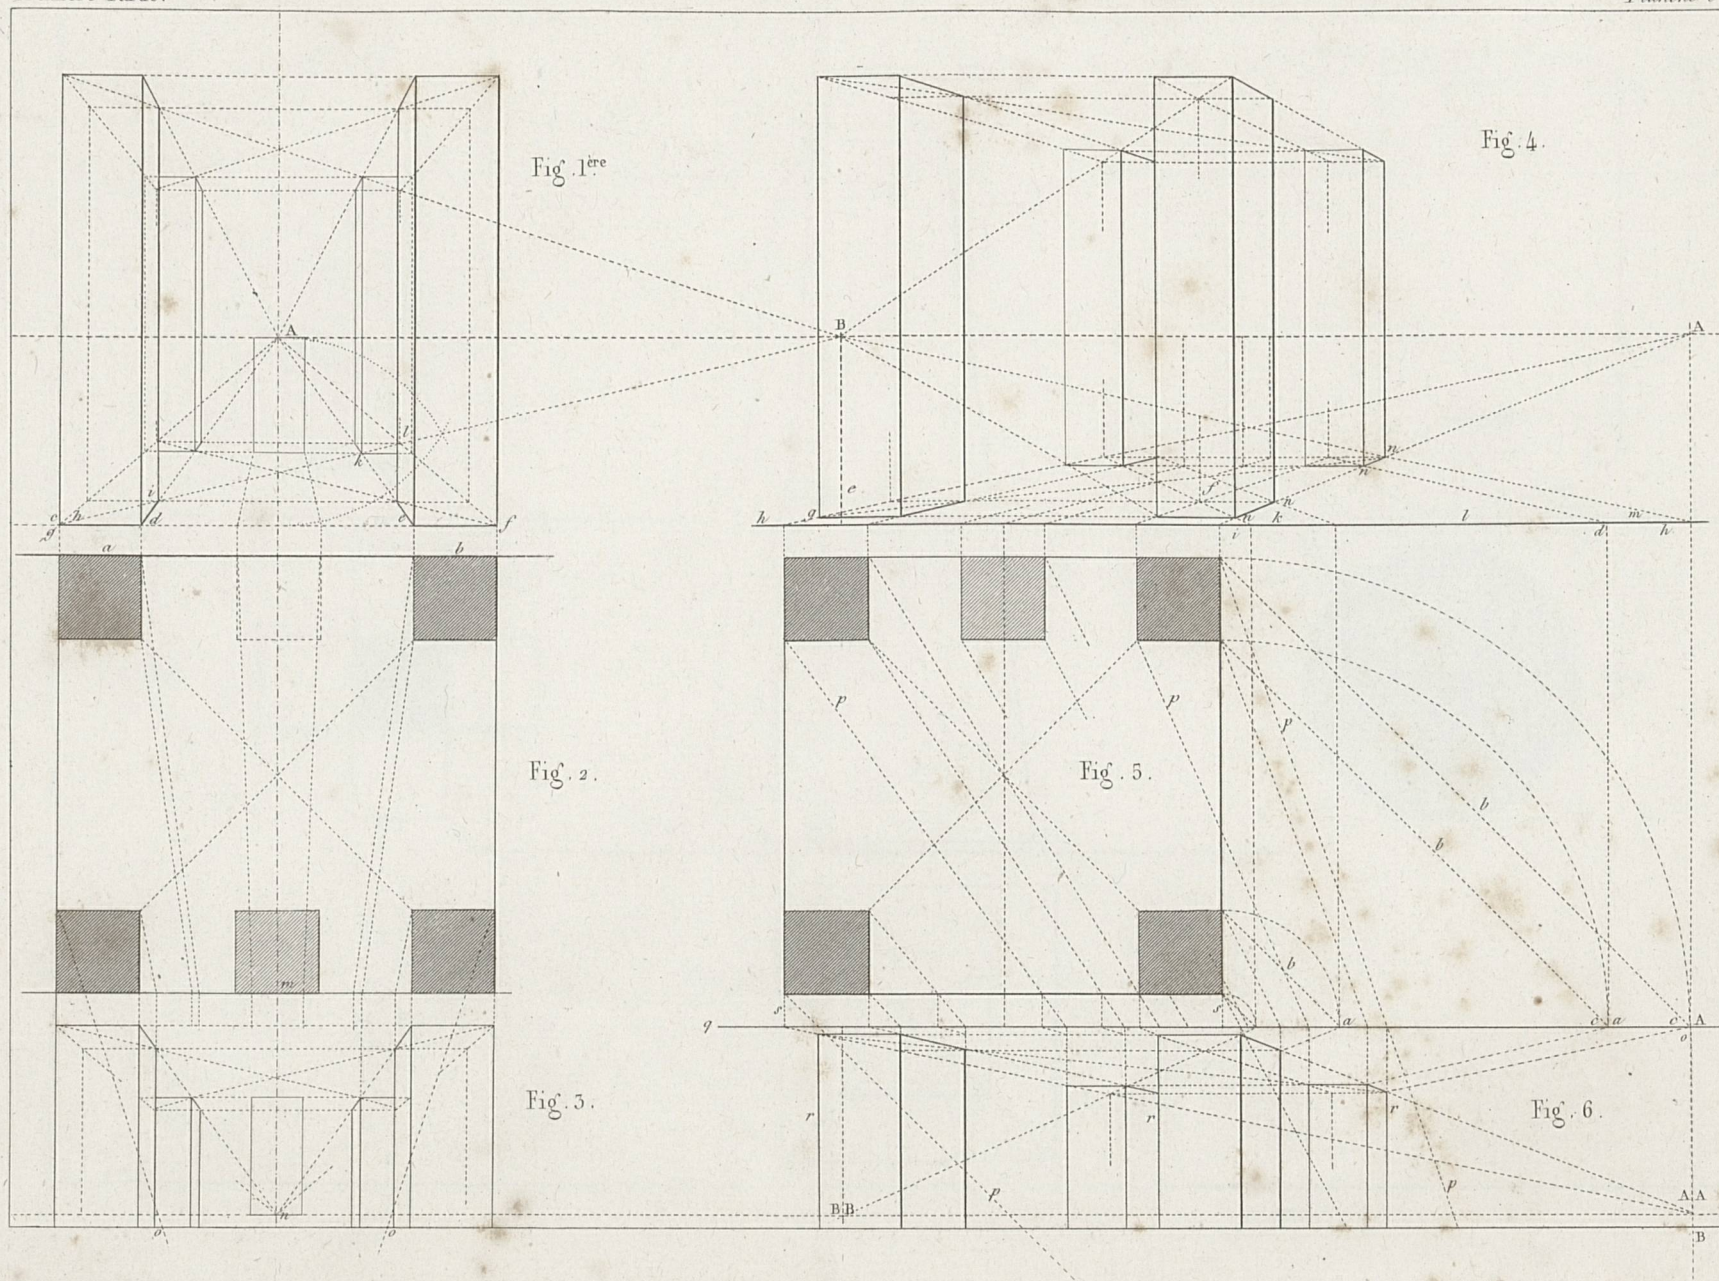 Fig. 1ère
A
l
k
i
c
h
d
e
f
g
Fig. 4.
B
A
e
f
n
n
h
g
n
u
k
i
l
d
m
h
a
b
Fig. 2.
m
Fig. 5.
p
p
p
b
b
b
s
s
q
a
c
a
c
A
o
Fig. 3.
n
o
o
Fig. 6.
r
r
r
p
p
B B
A A
B